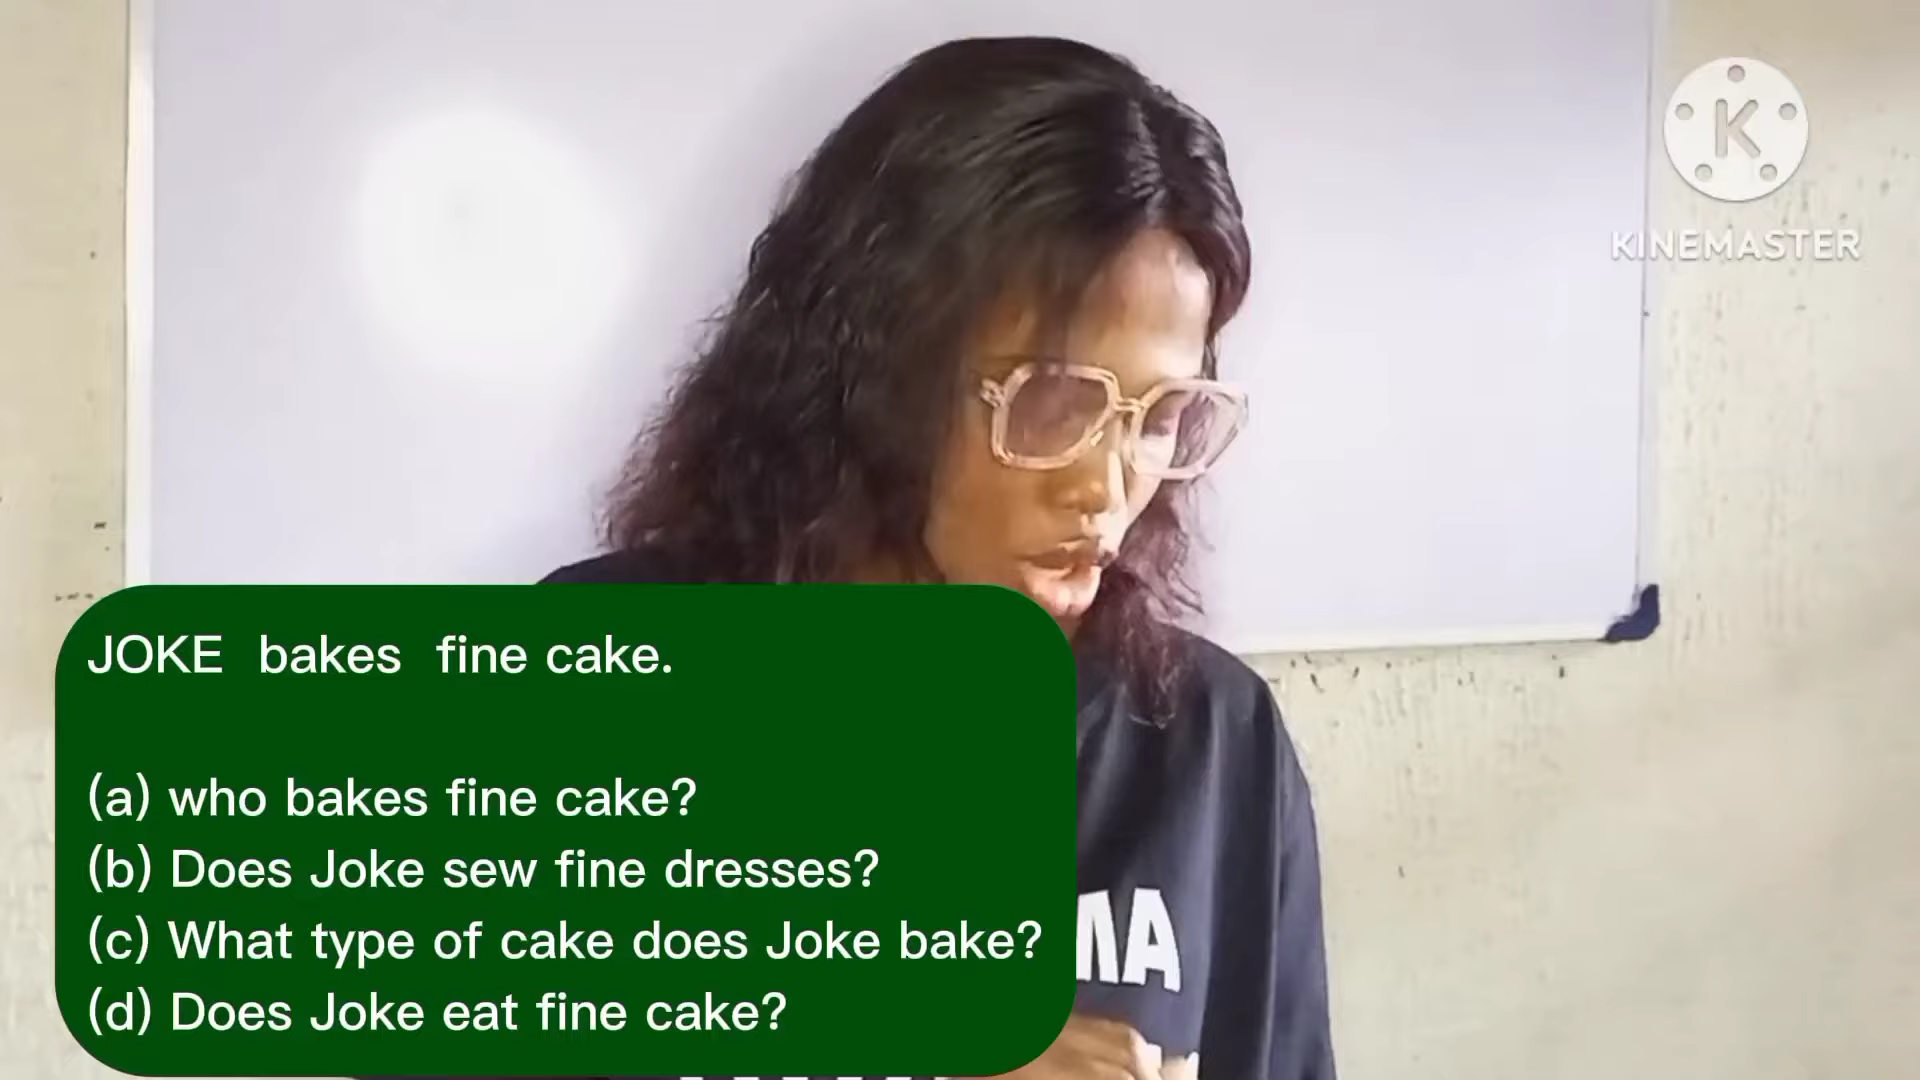 K
KINEMASTER
JOKE bakes fine cake.
(a) who bakes fine cake?
(b) Does Joke sew fine dresses?
(c) What type of cake does Joke bake?
(d) Does Joke eat fine cake?
MA